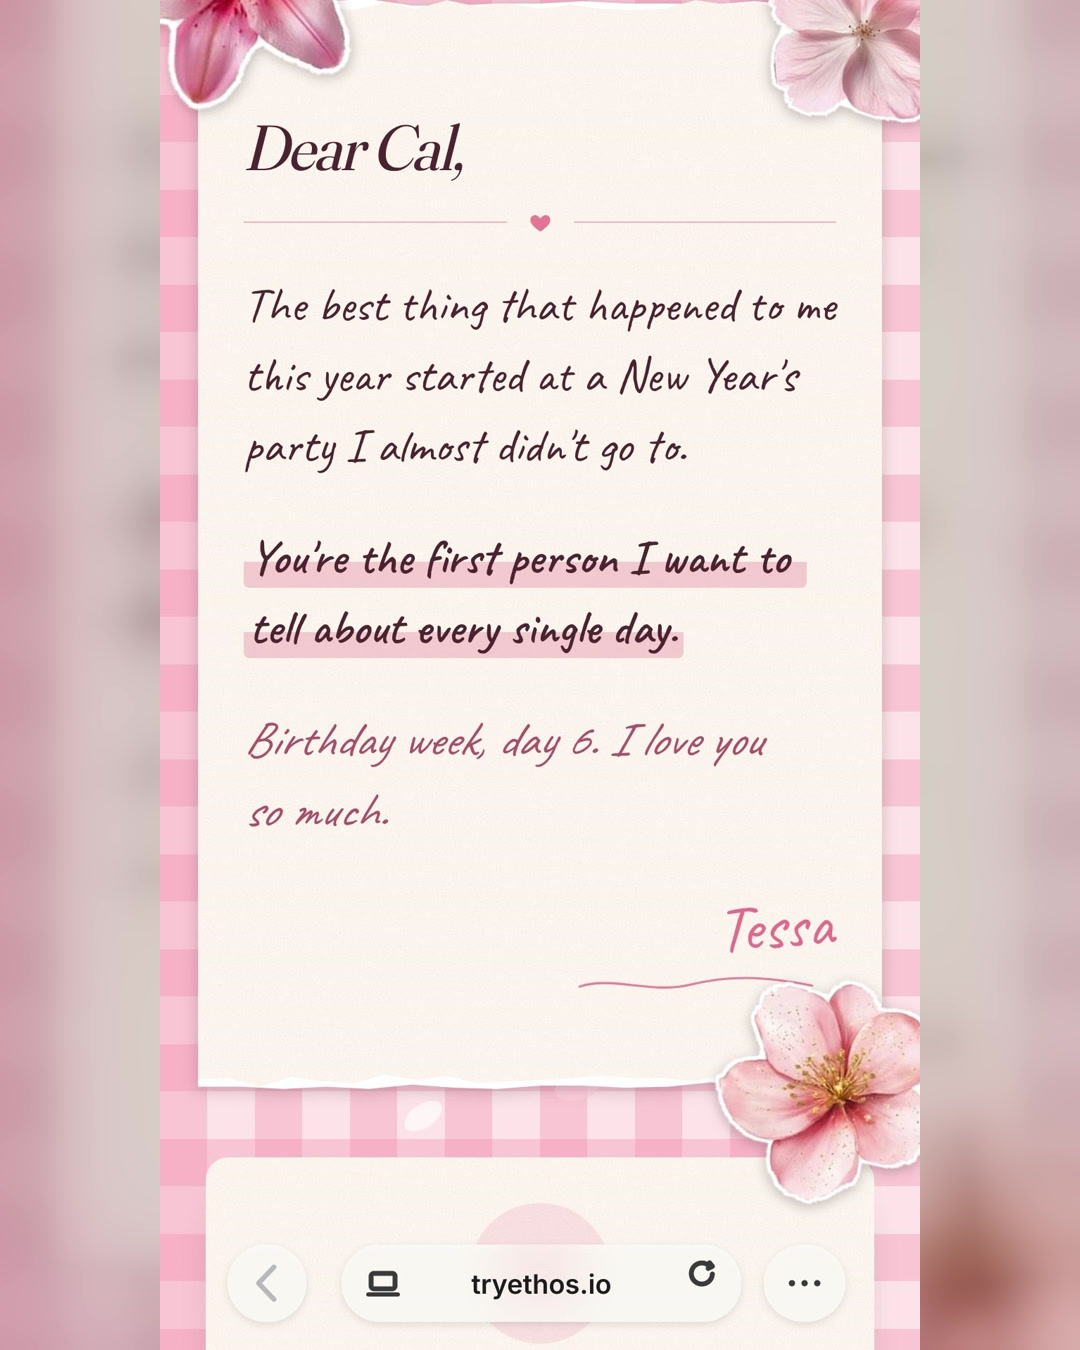 Dear Cal,
The best thing that happened to me
this year started at a New Year's
party I almost didn't go to.
You're the first person I want to
tell about every single day.
Birthday week, day 6. I love you
so much.
Tessa
tryethos.io